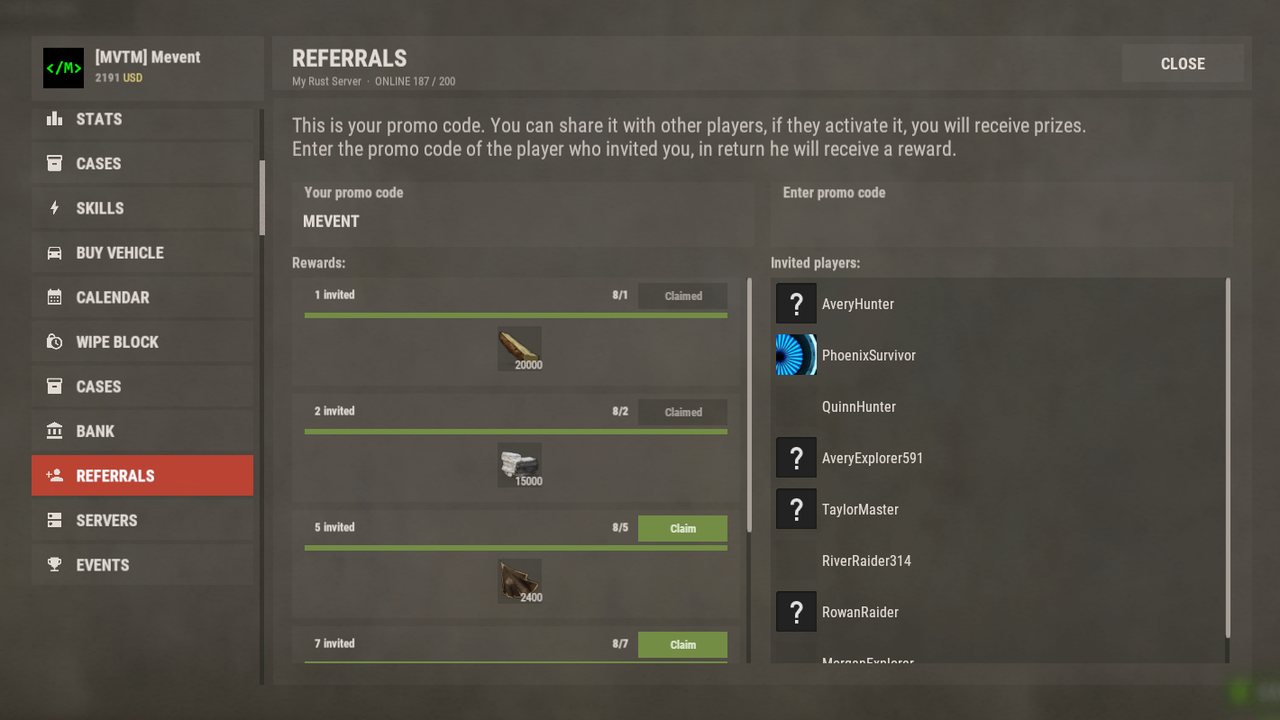 </M>
[MVTM] Mevent
2191 USD
STATS
CASES
SKILLS
BUY VEHICLE
CALENDAR
WIPE BLOCK
CASES
BANK
REFERRALS
SERVERS
EVENTS
REFERRALS
My Rust Server · ONLINE 187 / 200
CLOSE
This is your promo code. You can share it with other players, if they activate it, you will receive prizes.
Enter the promo code of the player who invited you, in return he will receive a reward.
Your promo code
MEVENT
Enter promo code
Rewards:
1 invited 8/1 Claimed
20000
2 invited 8/2 Claimed
15000
5 invited 8/5 Claim
2400
7 invited 8/7 Claim
Invited players:
? AveryHunter
PhoenixSurvivor
QuinnHunter
? AveryExplorer591
? TaylorMaster
RiverRaider314
? RowanRaider
MorganExplorer